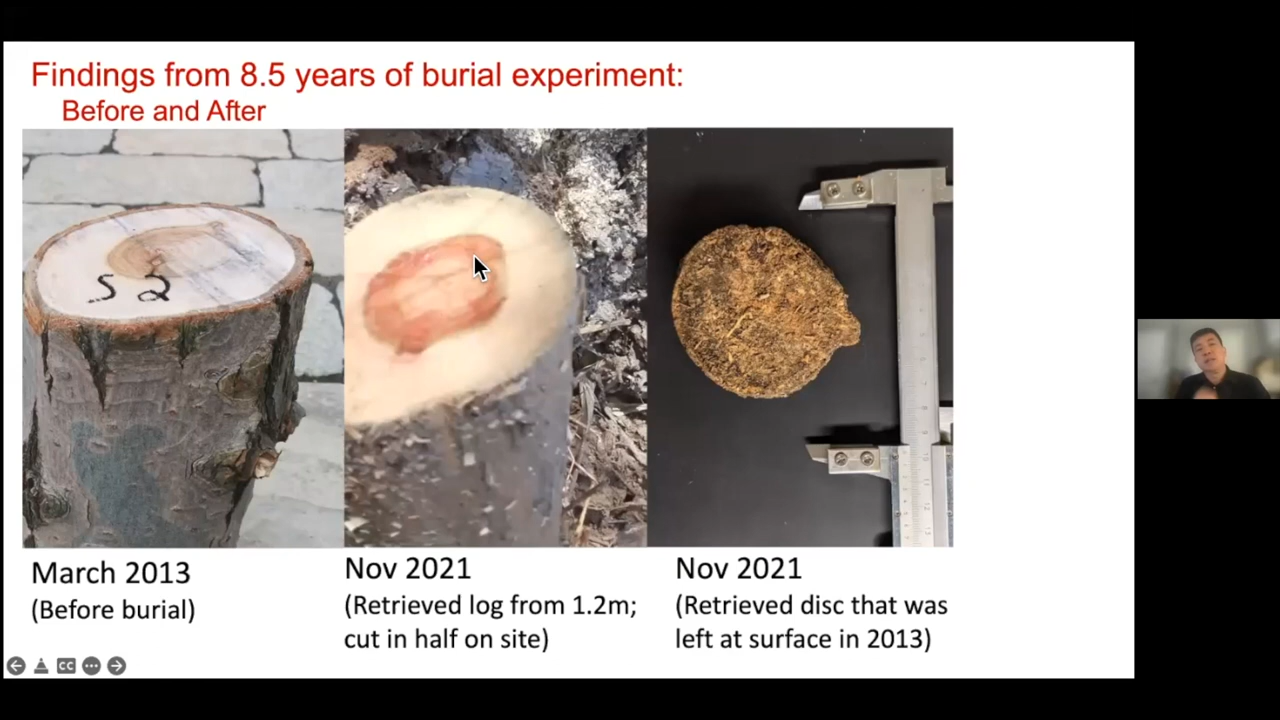 Findings from 8.5 years of burial experiment:
Before and After
S2
March 2013
(Before burial)
Nov 2021
(Retrieved log from 1.2m;
cut in half on site)
Nov 2021
(Retrieved disc that was
left at surface in 2013)
CC